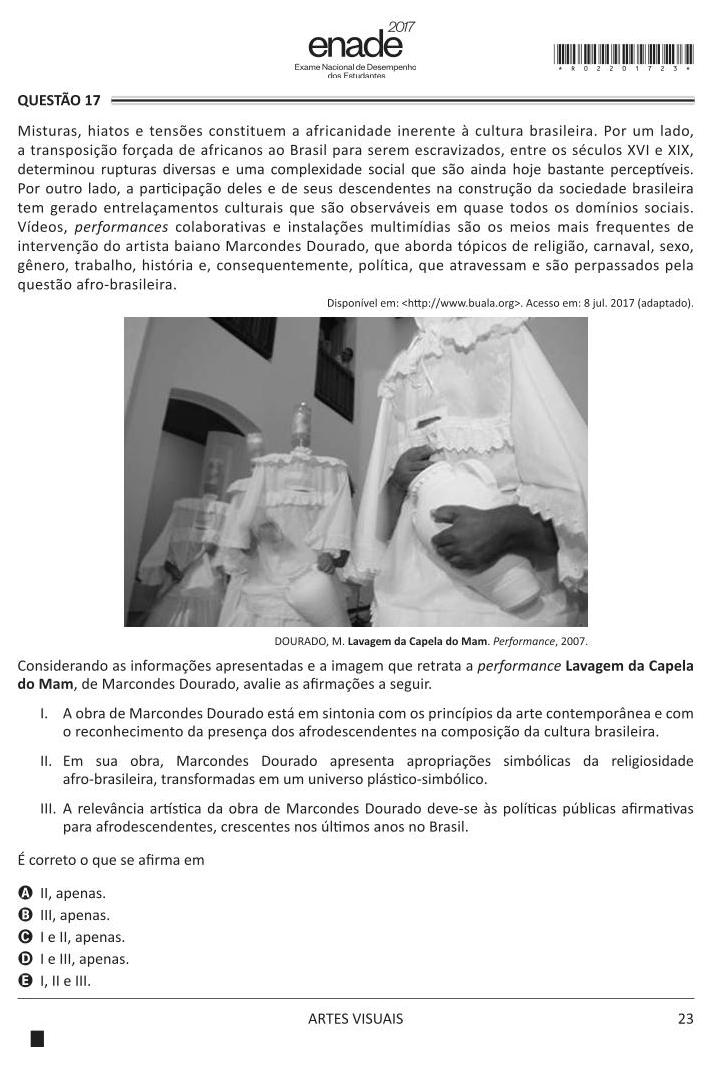 2017
enade
Exame Nacional de Desempenho
dos Estudantes
*R0220172 3*
QUESTÃO 17
Misturas, hiatos e tensões constituem a africanidade inerente à cultura brasileira. Por um lado,
a transposição forçada de africanos ao Brasil para serem escravizados, entre os séculos XVI e XIX,
determinou rupturas diversas e uma complexidade social que são ainda hoje bastante perceptíveis.
Por outro lado, a participação deles e de seus descendentes na construção da sociedade brasileira
tem gerado entrelaçamentos culturais que são observáveis em quase todos os domínios sociais.
Vídeos, performances colaborativas e instalações multimídias são os meios mais frequentes de
intervenção do artista baiano Marcondes Dourado, que aborda tópicos de religião, carnaval, sexo,
gênero, trabalho, história e, consequentemente, política, que atravessam e são perpassados pela
questão afro-brasileira.
Disponível em: <http://www.buala.org>. Acesso em: 8 jul. 2017 (adaptado).
DOURADO, M. Lavagem da Capela do Mam. Performance, 2007.
Considerando as informações apresentadas e a imagem que retrata a performance Lavagem da Capela
do Mam, de Marcondes Dourado, avalie as afirmações a seguir.
I. A obra de Marcondes Dourado está em sintonia com os princípios da arte contemporânea e com
o reconhecimento da presença dos afrodescendentes na composição da cultura brasileira.
II. Em sua obra, Marcondes Dourado apresenta apropriações simbólicas da religiosidade
afro-brasileira, transformadas em um universo plástico-simbólico.
III. A relevância artística da obra de Marcondes Dourado deve-se às políticas públicas afirmativas
para afrodescendentes, crescentes nos últimos anos no Brasil.
É correto o que se afirma em
A II, apenas.
B III, apenas.
C I e II, apenas.
D I e III, apenas.
E I, II e III.
ARTES VISUAIS
23